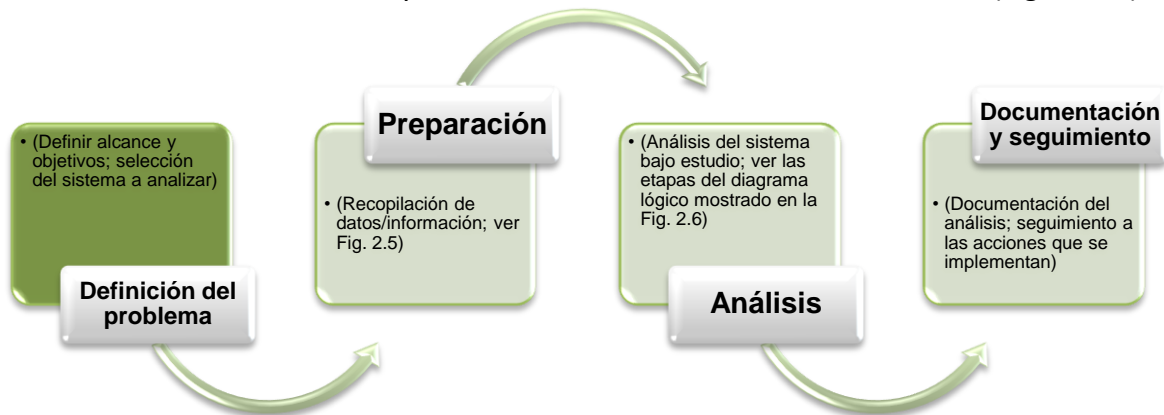 • (Definir alcance y
objetivos; selección
del sistema a analizar)
Definición del
problema
Preparación
• (Recopilación de
datos/información; ver
Fig. 2.5)
• (Análisis del sistema
bajo estudio; ver las
etapas del diagrama
lógico mostrado en la
Fig. 2.6)
Análisis
Documentación
y seguimiento
• (Documentación del
análisis; seguimiento a
las acciones que se
implementan)